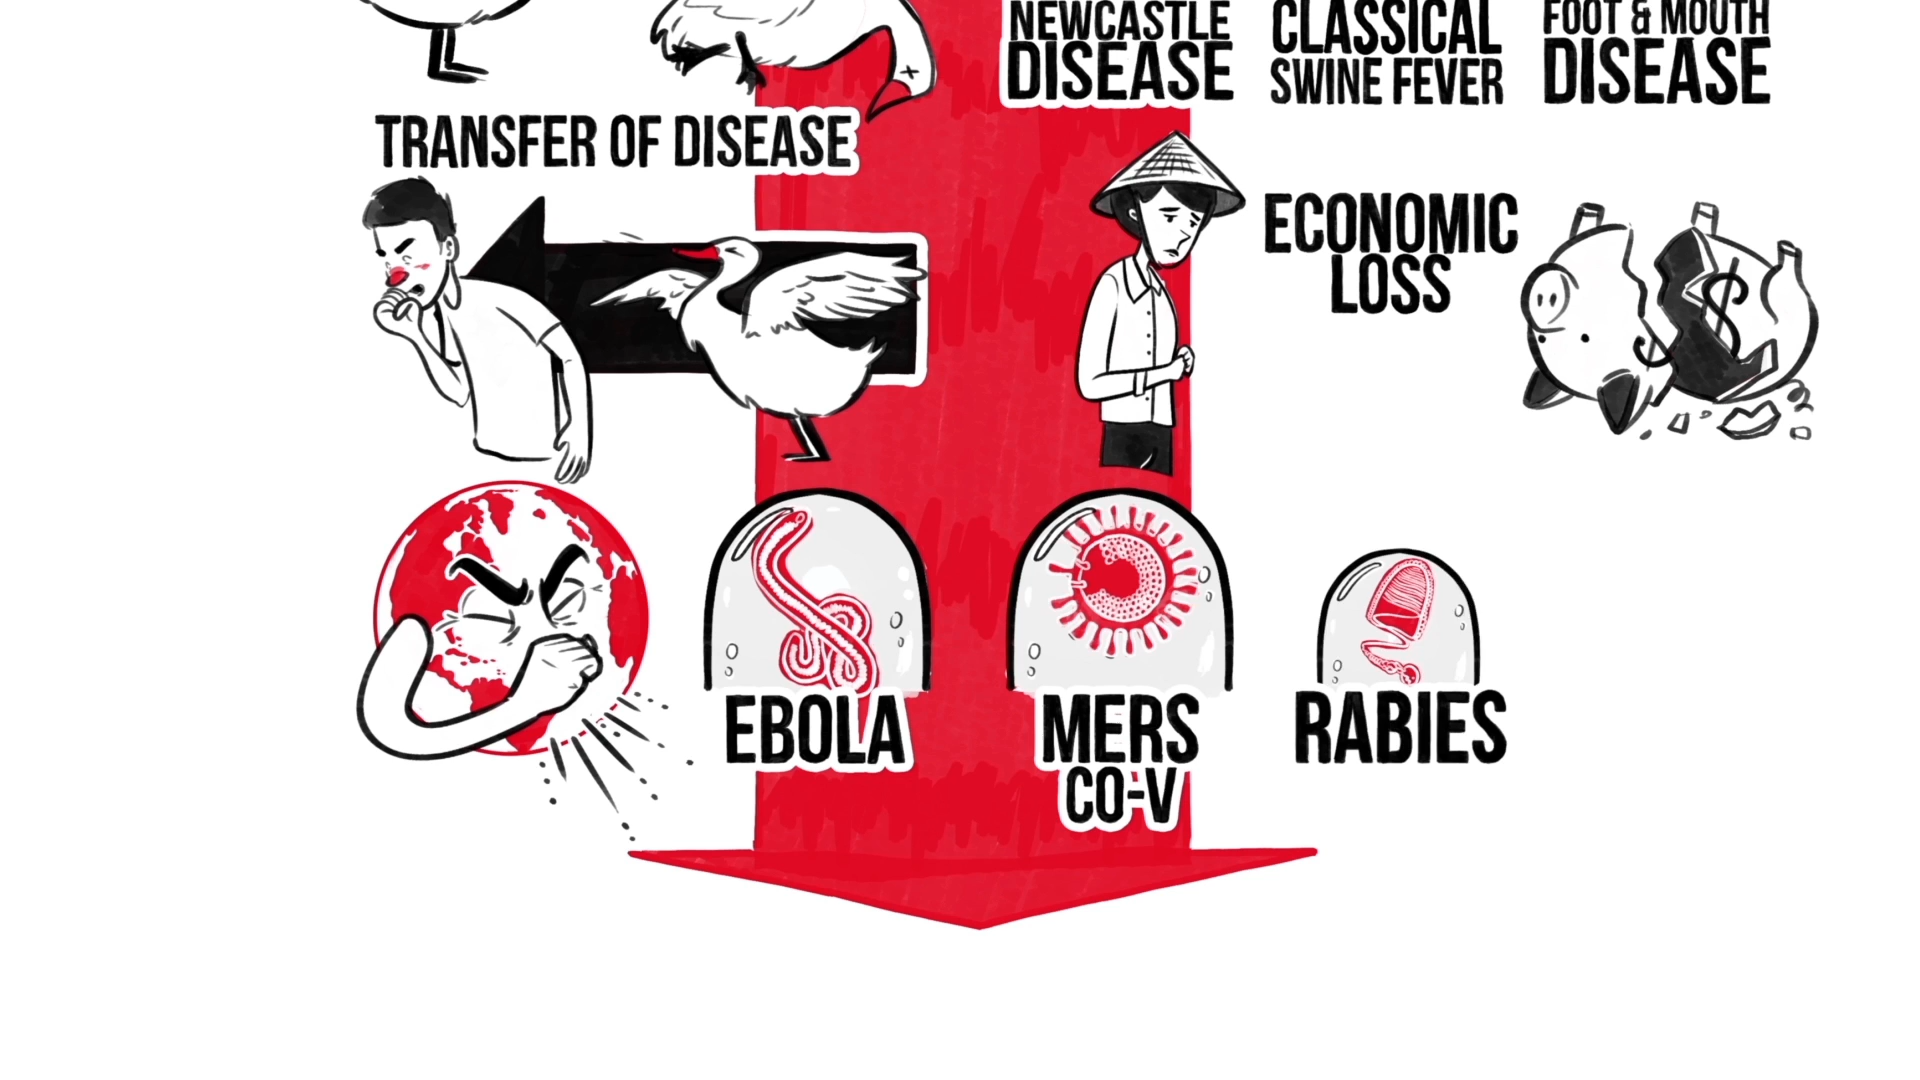 NEWCASTLE
DISEASE
CLASSICAL
SWINE FEVER
FOOT & MOUTH
DISEASE
TRANSFER OF DISEASE
ECONOMIC
LOSS
$
EBOLA
MERS
CO-V
RABIES